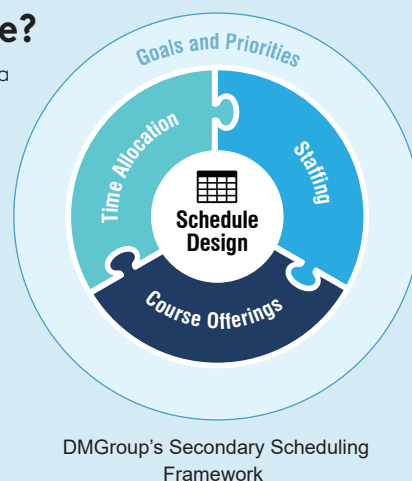 e?
a
Goals and Priorities
Time Allocation
Staffing
Schedule
Design
Course Offerings
DMGroup’s Secondary Scheduling
Framework